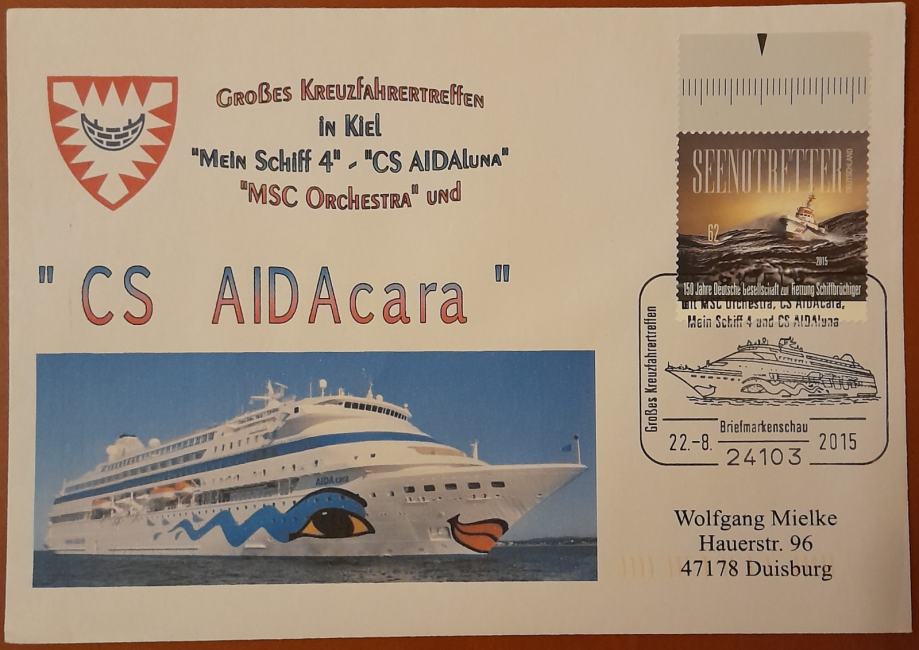 Großes Kreuzfahrertreffen
in Kiel
"Mein Schiff 4" - "CS AIDAluna"
"MSC Orchestra" und
" CS AIDAcara "
AIDAcara
SEENOTRETTER
DEUTSCHLAND
62
2015
150 Jahre Deutsche Gesellschaft zur Rettung Schiffbrüchiger
mit MSC Orchestra, CS AIDAcara,
Mein Schiff 4 und CS AIDAluna
Großes Kreuzfahrertreffen
Briefmarkenschau
22.-8. 2015
24103
Wolfgang Mielke
Hauerstr. 96
47178 Duisburg